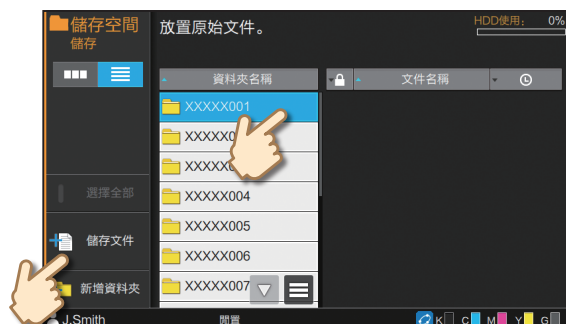 儲存空間
儲存
放置原始文件。
HDD使用： 0%
資料夾名稱
文件名稱
XXXXX001
XXXXX004
XXXXX005
XXXXX006
XXXXX007
選擇全部
儲存文件
新增資料夾
J.Smith
閒置
K C M Y G